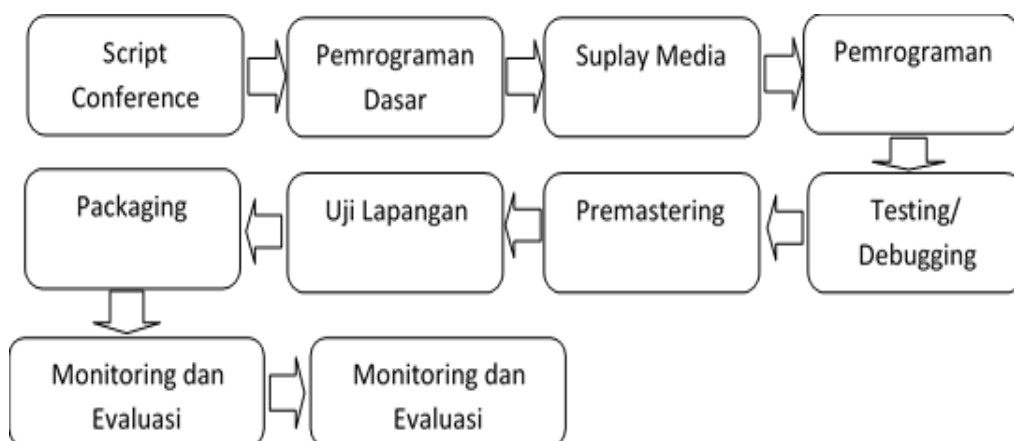 Script
Conference
Pemrograman
Dasar
Suplay Media
Pemrograman
Testing/
Debugging
Premastering
Uji Lapangan
Packaging
Monitoring dan
Evaluasi
Monitoring dan
Evaluasi